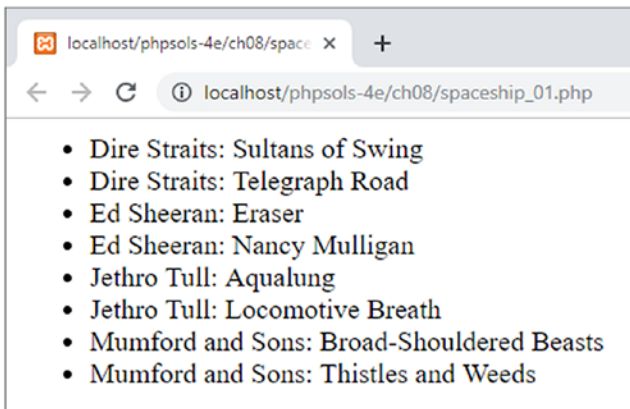 localhost/phpsols-4e/ch08/space
localhost/phpsols-4e/ch08/spaceship_01.php
• Dire Straits: Sultans of Swing
• Dire Straits: Telegraph Road
• Ed Sheeran: Eraser
• Ed Sheeran: Nancy Mulligan
• Jethro Tull: Aqualung
• Jethro Tull: Locomotive Breath
• Mumford and Sons: Broad-Shouldered Beasts
• Mumford and Sons: Thistles and Weeds